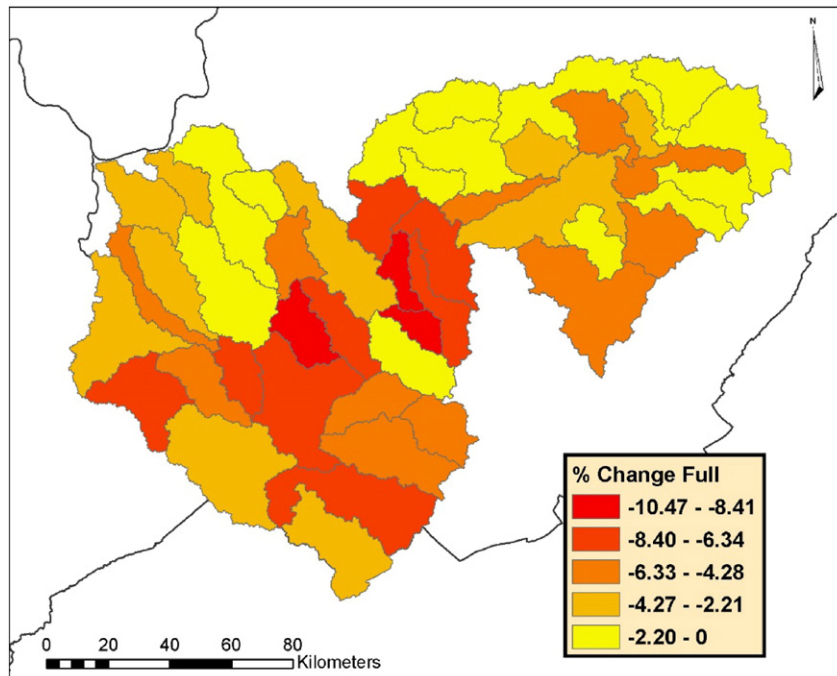 N
% Change Full
-10.47 - -8.41
-8.40 - -6.34
-6.33 - -4.28
-4.27 - -2.21
-2.20 - 0
0 20 40 60 80
Kilometers